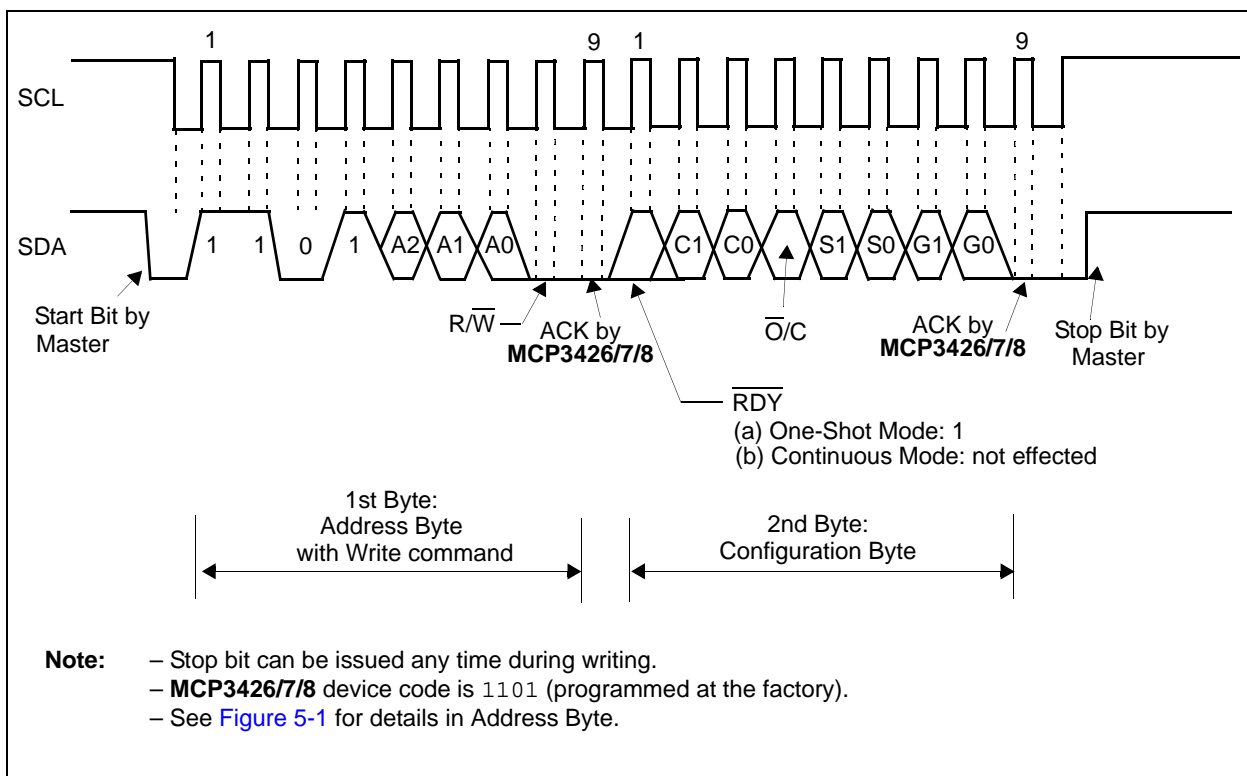 1 9 1 9
SCL
SDA
1 1 0 1 A2 A1 A0 C1 C0 S1 S0 G1 G0
Start Bit by
Master
R/W̅
ACK by
MCP3426/7/8
O̅/C
ACK by
MCP3426/7/8
Stop Bit by
Master
R̅D̅Y̅
(a) One-Shot Mode: 1
(b) Continuous Mode: not effected
1st Byte:
Address Byte
with Write command
2nd Byte:
Configuration Byte
Note: – Stop bit can be issued any time during writing.
– MCP3426/7/8 device code is 1101 (programmed at the factory).
– See Figure 5-1 for details in Address Byte.